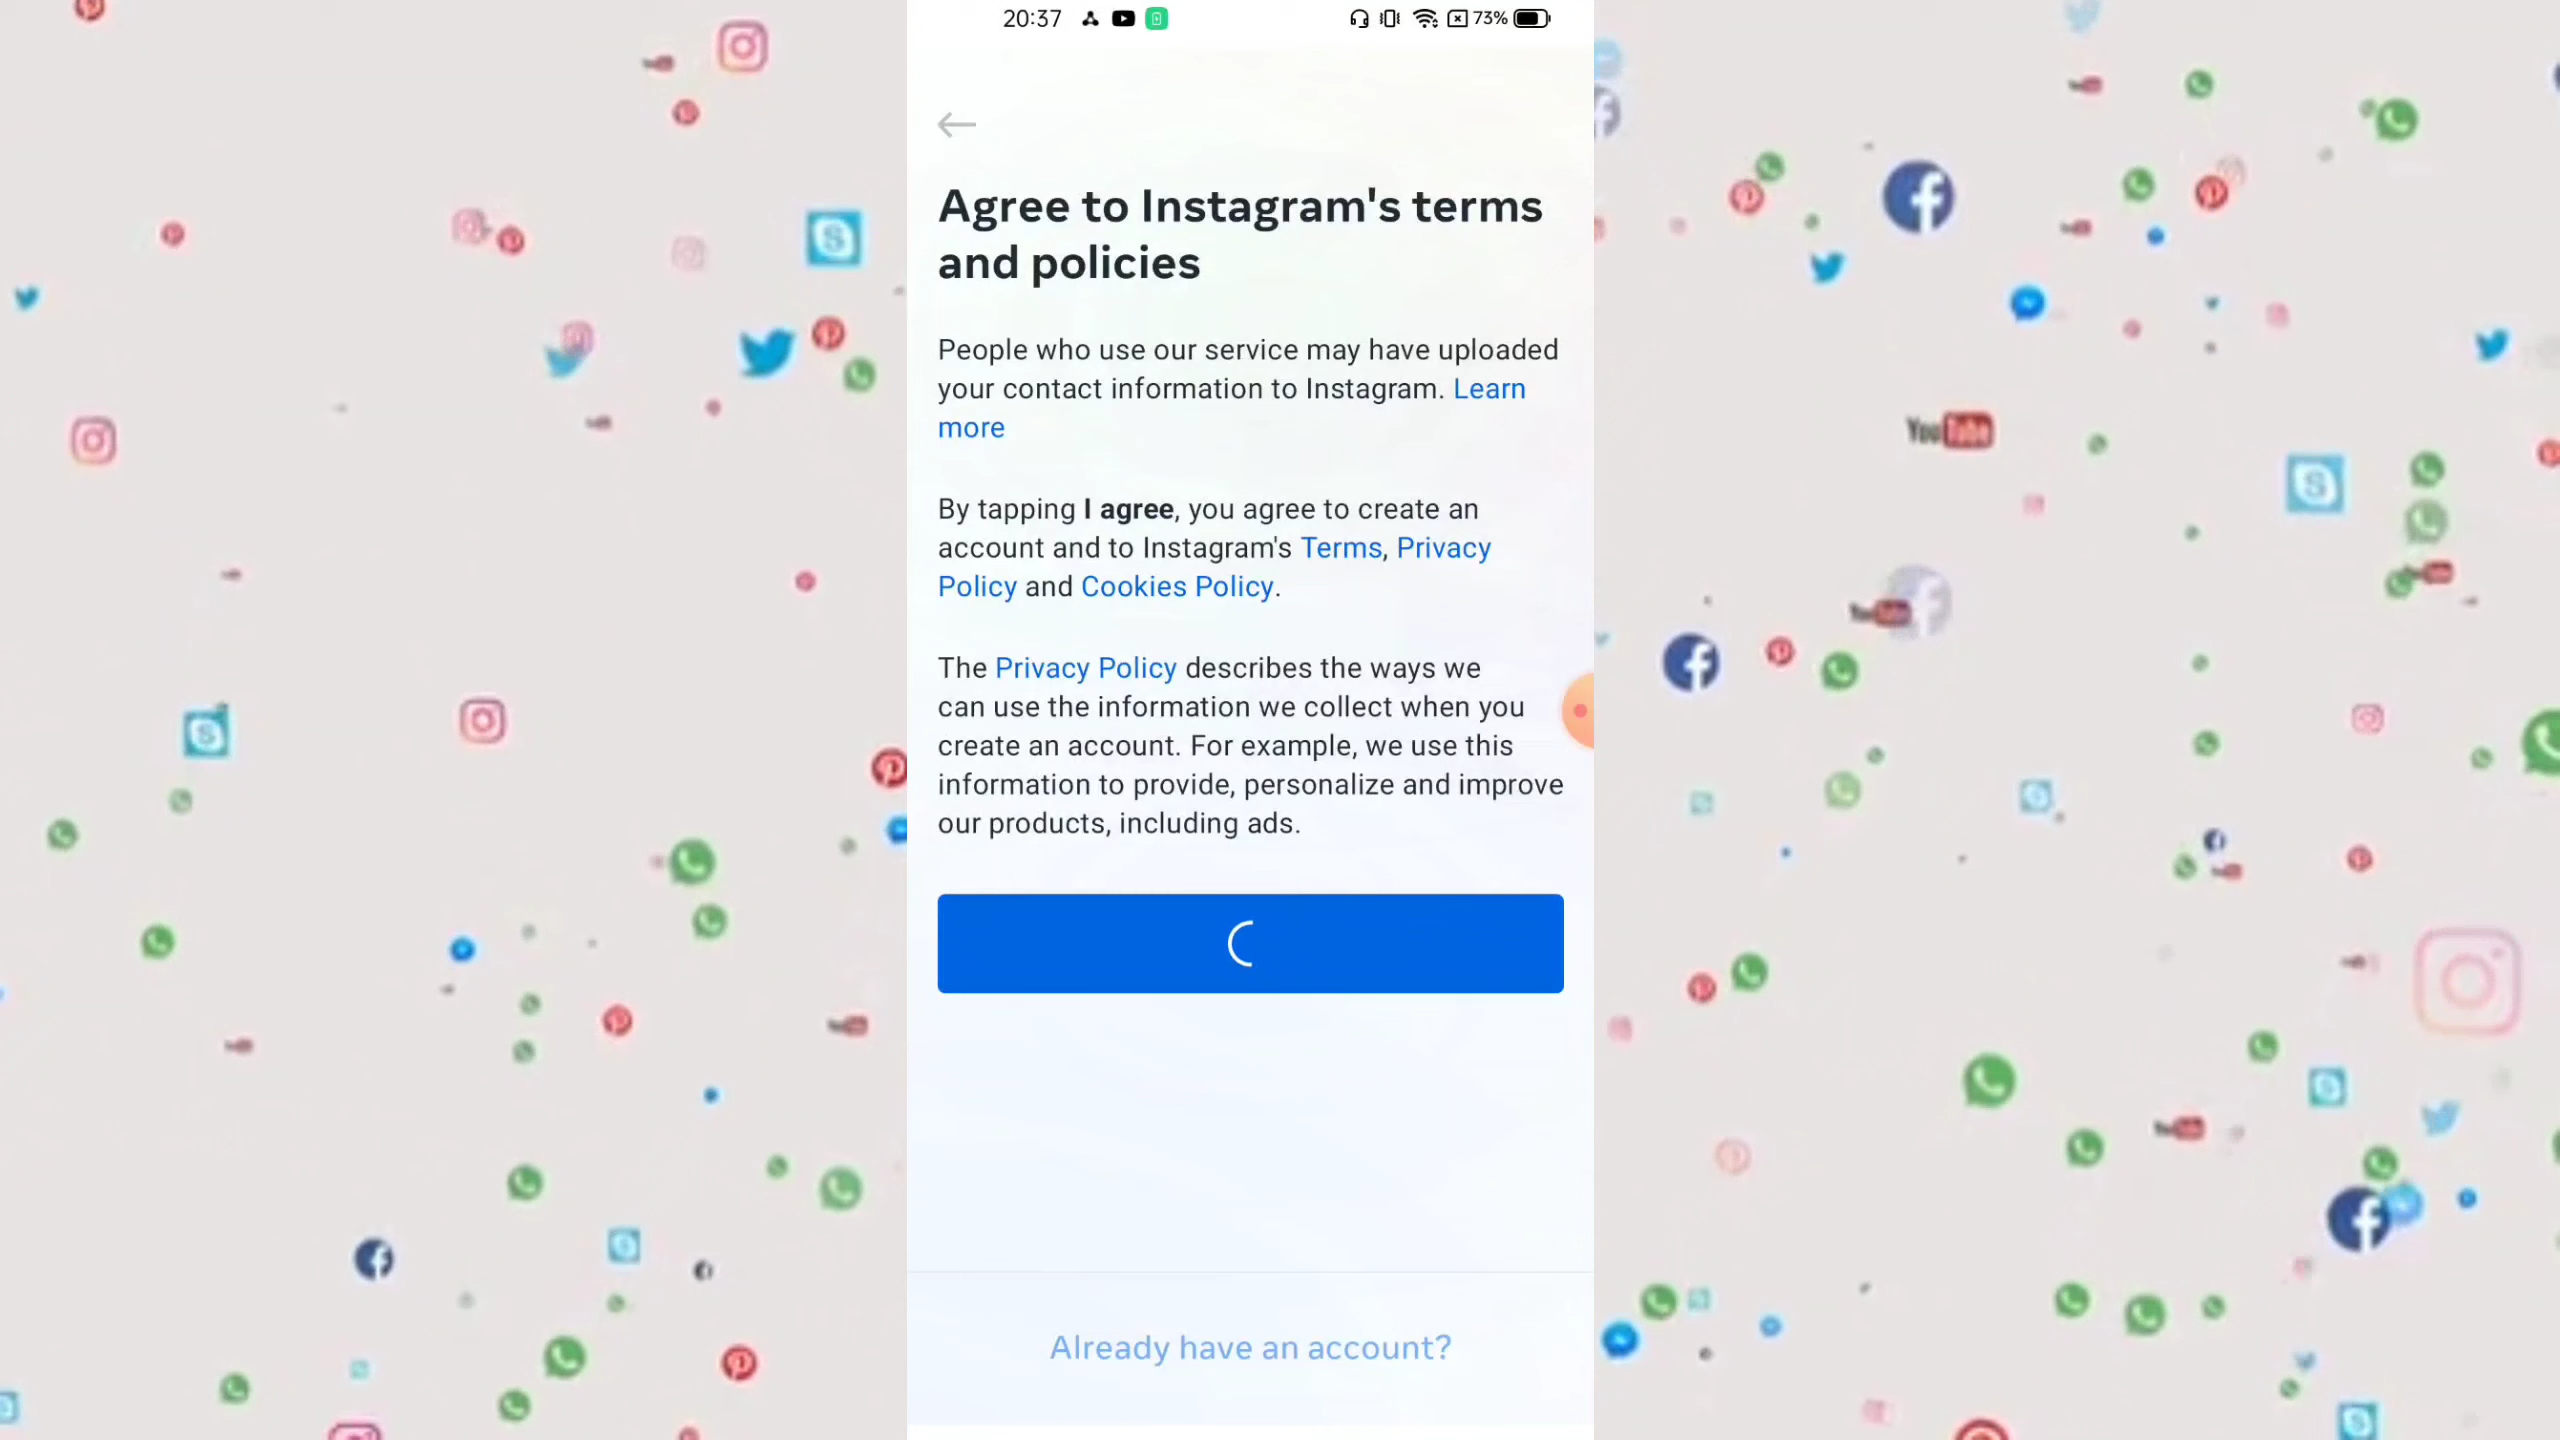 20:37
73%
Agree to Instagram's terms
and policies
People who use our service may have uploaded
your contact information to Instagram. Learn
more
By tapping I agree, you agree to create an
account and to Instagram's Terms, Privacy
Policy and Cookies Policy.
The Privacy Policy describes the ways we
can use the information we collect when you
create an account. For example, we use this
information to provide, personalize and improve
our products, including ads.
Already have an account?
YouTube